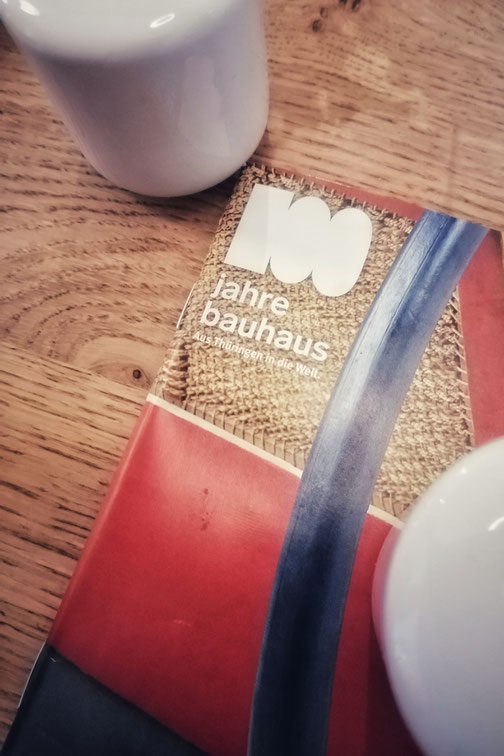 100
jahre
bauhaus
Aus Thüringen in die Welt.